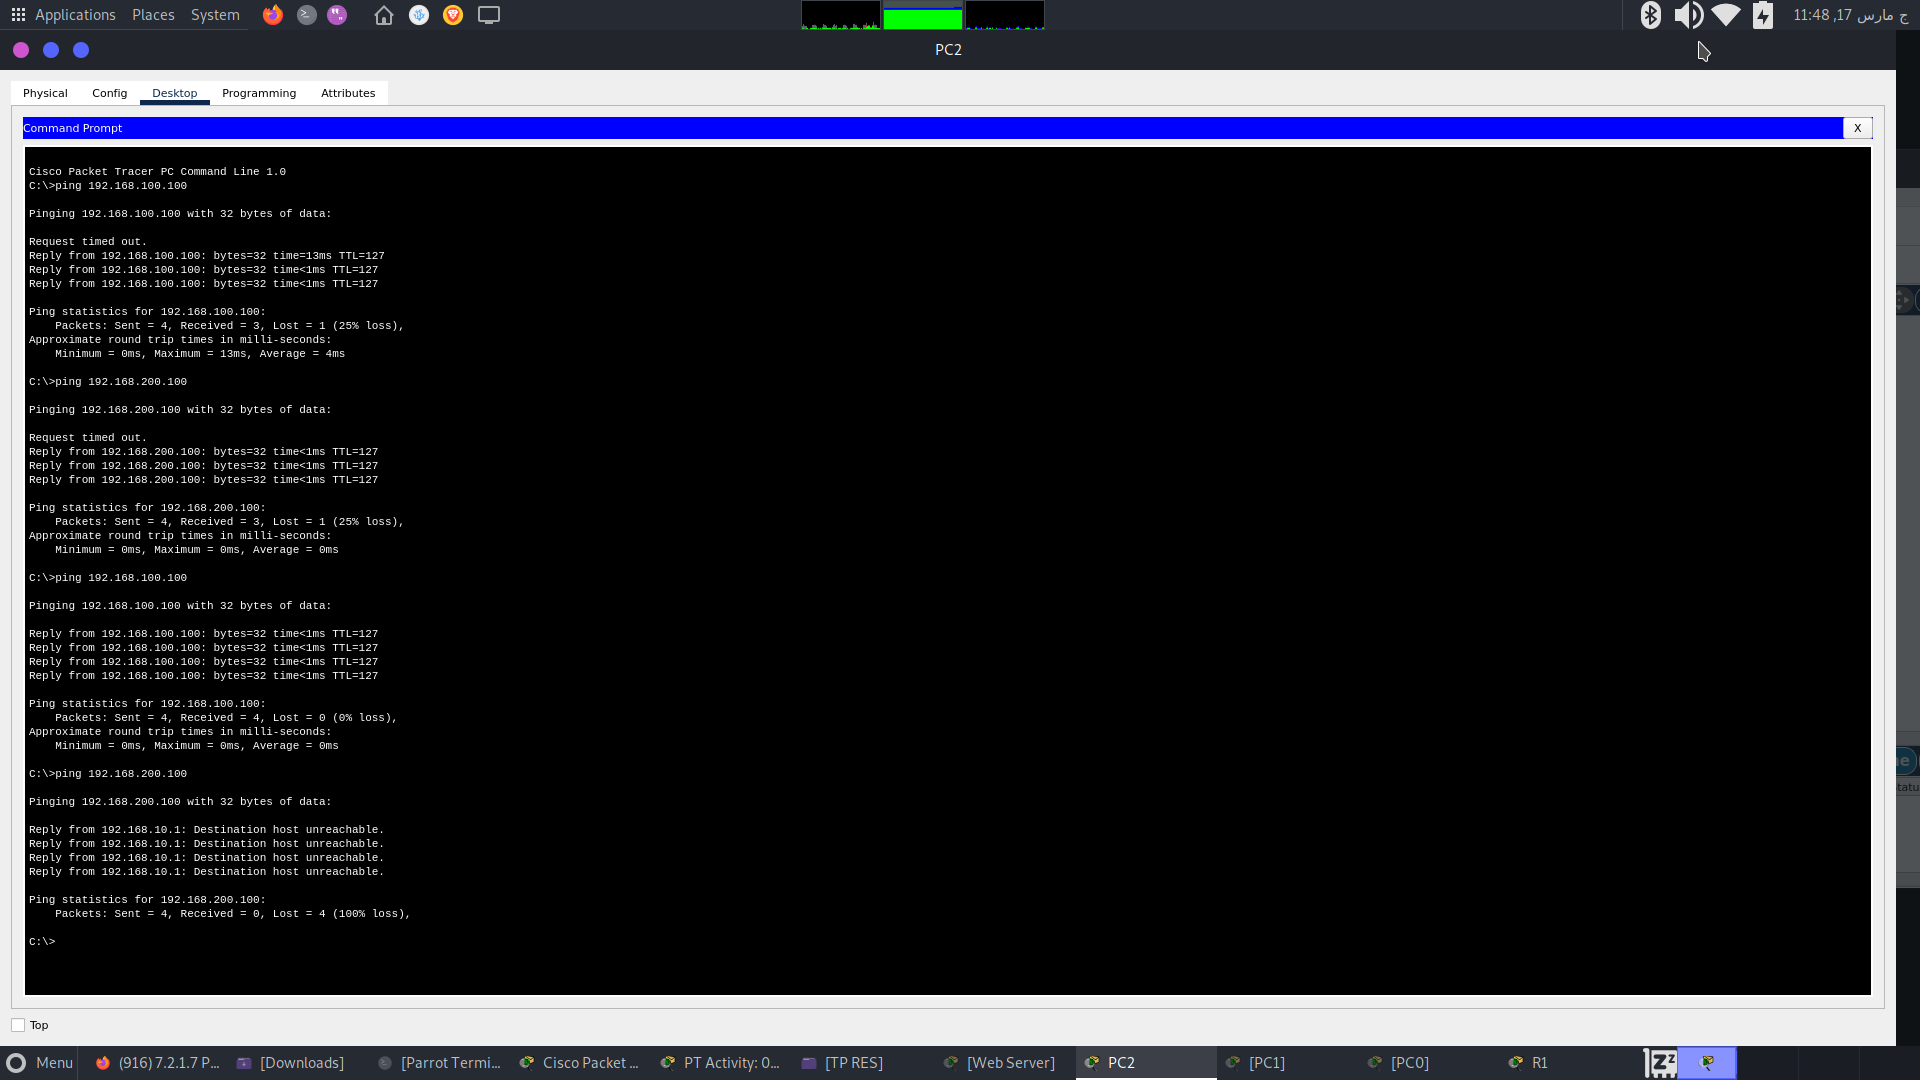 Applications Places System
ج مارس 17, 11:48
PC2
Physical Config Desktop Programming Attributes
Command Prompt
X
Cisco Packet Tracer PC Command Line 1.0
C:\>ping 192.168.100.100
Pinging 192.168.100.100 with 32 bytes of data:
Request timed out.
Reply from 192.168.100.100: bytes=32 time=13ms TTL=127
Reply from 192.168.100.100: bytes=32 time<1ms TTL=127
Reply from 192.168.100.100: bytes=32 time<1ms TTL=127
Ping statistics for 192.168.100.100:
Packets: Sent = 4, Received = 3, Lost = 1 (25% loss),
Approximate round trip times in milli-seconds:
Minimum = 0ms, Maximum = 13ms, Average = 4ms
C:\>ping 192.168.200.100
Pinging 192.168.200.100 with 32 bytes of data:
Request timed out.
Reply from 192.168.200.100: bytes=32 time<1ms TTL=127
Reply from 192.168.200.100: bytes=32 time<1ms TTL=127
Reply from 192.168.200.100: bytes=32 time<1ms TTL=127
Ping statistics for 192.168.200.100:
Packets: Sent = 4, Received = 3, Lost = 1 (25% loss),
Approximate round trip times in milli-seconds:
Minimum = 0ms, Maximum = 0ms, Average = 0ms
C:\>ping 192.168.100.100
Pinging 192.168.100.100 with 32 bytes of data:
Reply from 192.168.100.100: bytes=32 time<1ms TTL=127
Reply from 192.168.100.100: bytes=32 time<1ms TTL=127
Reply from 192.168.100.100: bytes=32 time<1ms TTL=127
Reply from 192.168.100.100: bytes=32 time<1ms TTL=127
Ping statistics for 192.168.100.100:
Packets: Sent = 4, Received = 4, Lost = 0 (0% loss),
Approximate round trip times in milli-seconds:
Minimum = 0ms, Maximum = 0ms, Average = 0ms
C:\>ping 192.168.200.100
Pinging 192.168.200.100 with 32 bytes of data:
Reply from 192.168.10.1: Destination host unreachable.
Reply from 192.168.10.1: Destination host unreachable.
Reply from 192.168.10.1: Destination host unreachable.
Reply from 192.168.10.1: Destination host unreachable.
Ping statistics for 192.168.200.100:
Packets: Sent = 4, Received = 0, Lost = 4 (100% loss),
C:\>
Top
Menu (916) 7.2.1.7 P... [Downloads] [Parrot Termi... Cisco Packet ... PT Activity: 0... [TP RES] [Web Server] PC2 [PC1] [PC0] R1